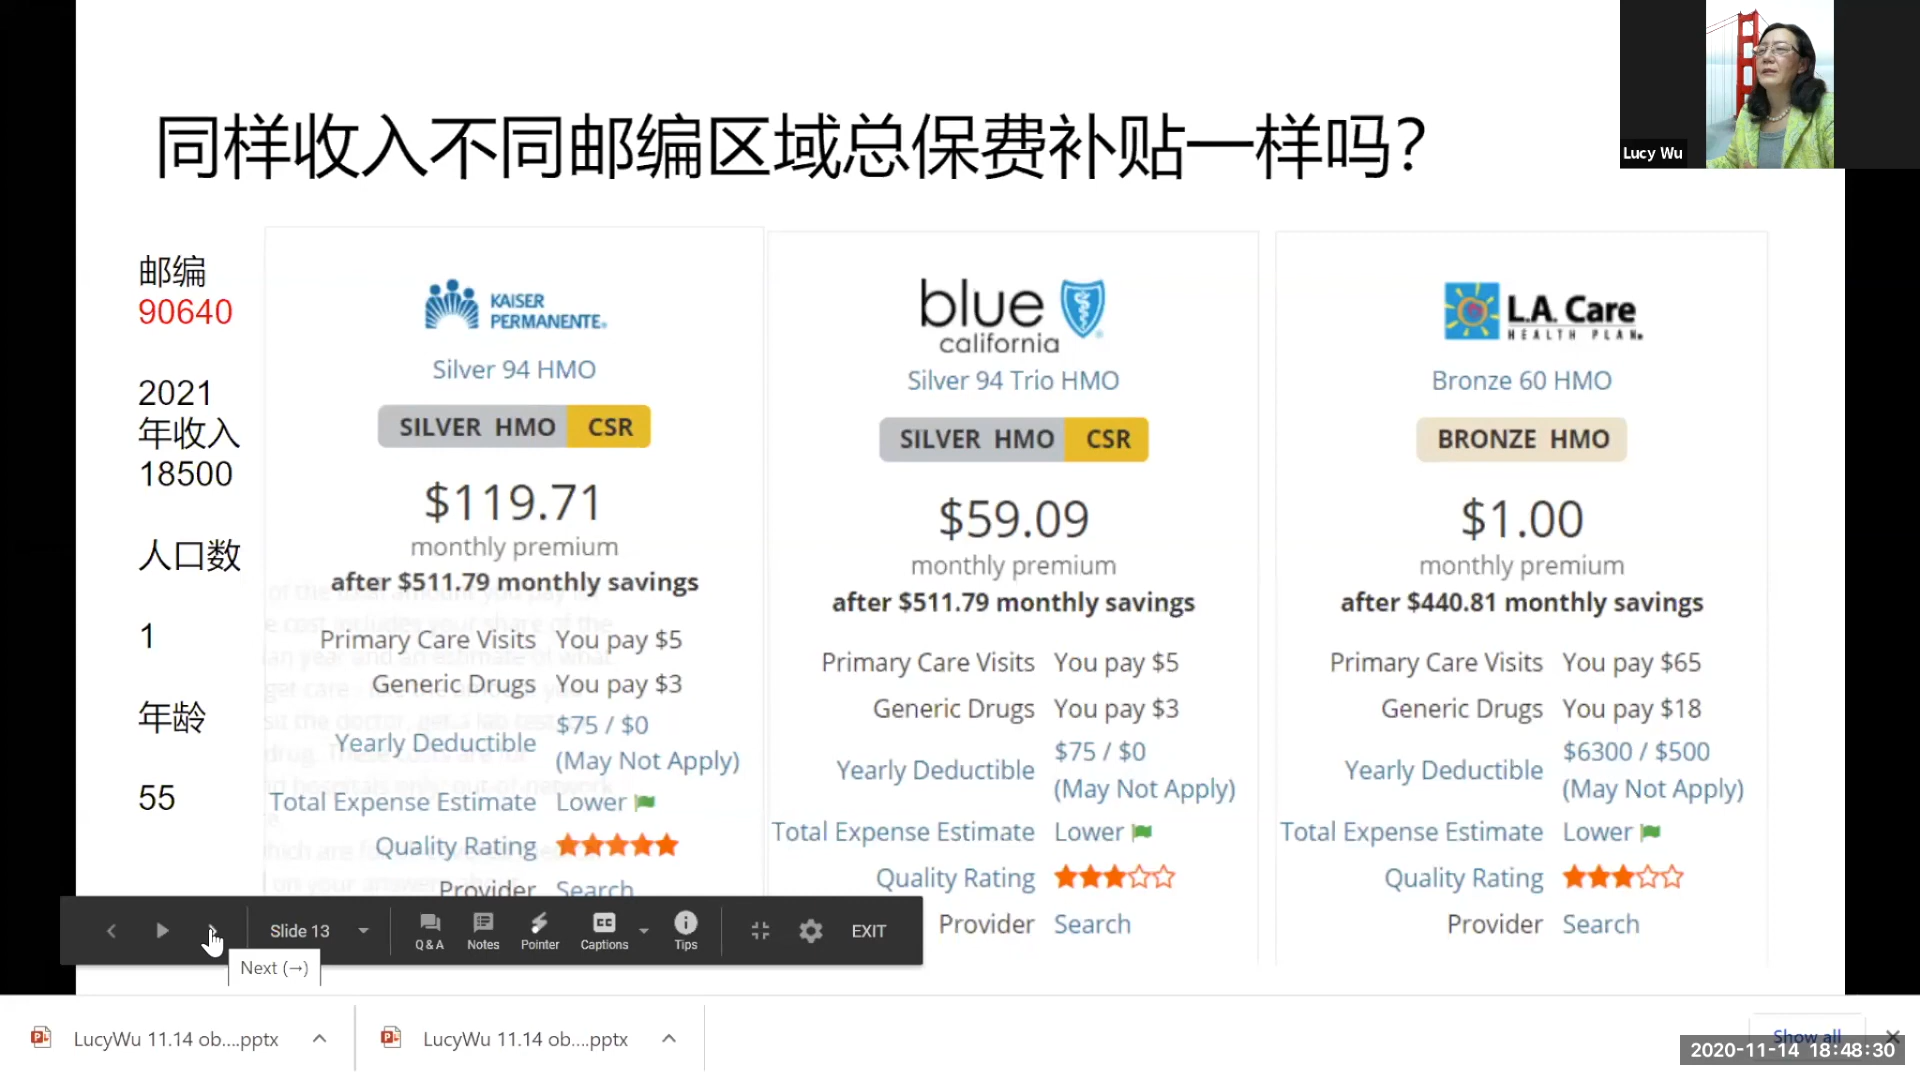 同样收入不同邮编区域总保费补贴一样吗?
Lucy Wu
邮编
90640
2021
年收入
18500
人口数
1
年龄
55
KAISER
PERMANENTE®
Silver 94 HMO
SILVER HMO CSR
$119.71
monthly premium
after $511.79 monthly savings
Primary Care Visits You pay $5
Generic Drugs You pay $3
Yearly Deductible $75 / $0
(May Not Apply)
Total Expense Estimate Lower
Quality Rating
Provider Search
blue
california
Silver 94 Trio HMO
SILVER HMO CSR
$59.09
monthly premium
after $511.79 monthly savings
Primary Care Visits You pay $5
Generic Drugs You pay $3
Yearly Deductible $75 / $0
(May Not Apply)
Total Expense Estimate Lower
Quality Rating
Provider Search
L.A. Care
HEALTH PLAN®
Bronze 60 HMO
BRONZE HMO
$1.00
monthly premium
after $440.81 monthly savings
Primary Care Visits You pay $65
Generic Drugs You pay $18
Yearly Deductible $6300 / $500
(May Not Apply)
Total Expense Estimate Lower
Quality Rating
Provider Search
Slide 13
Q & A
Notes
Pointer
CC
Captions
Tips
EXIT
Next (→)
LucyWu 11.14 ob....pptx
LucyWu 11.14 ob....pptx
Show all
2020-11-14 18:48:30